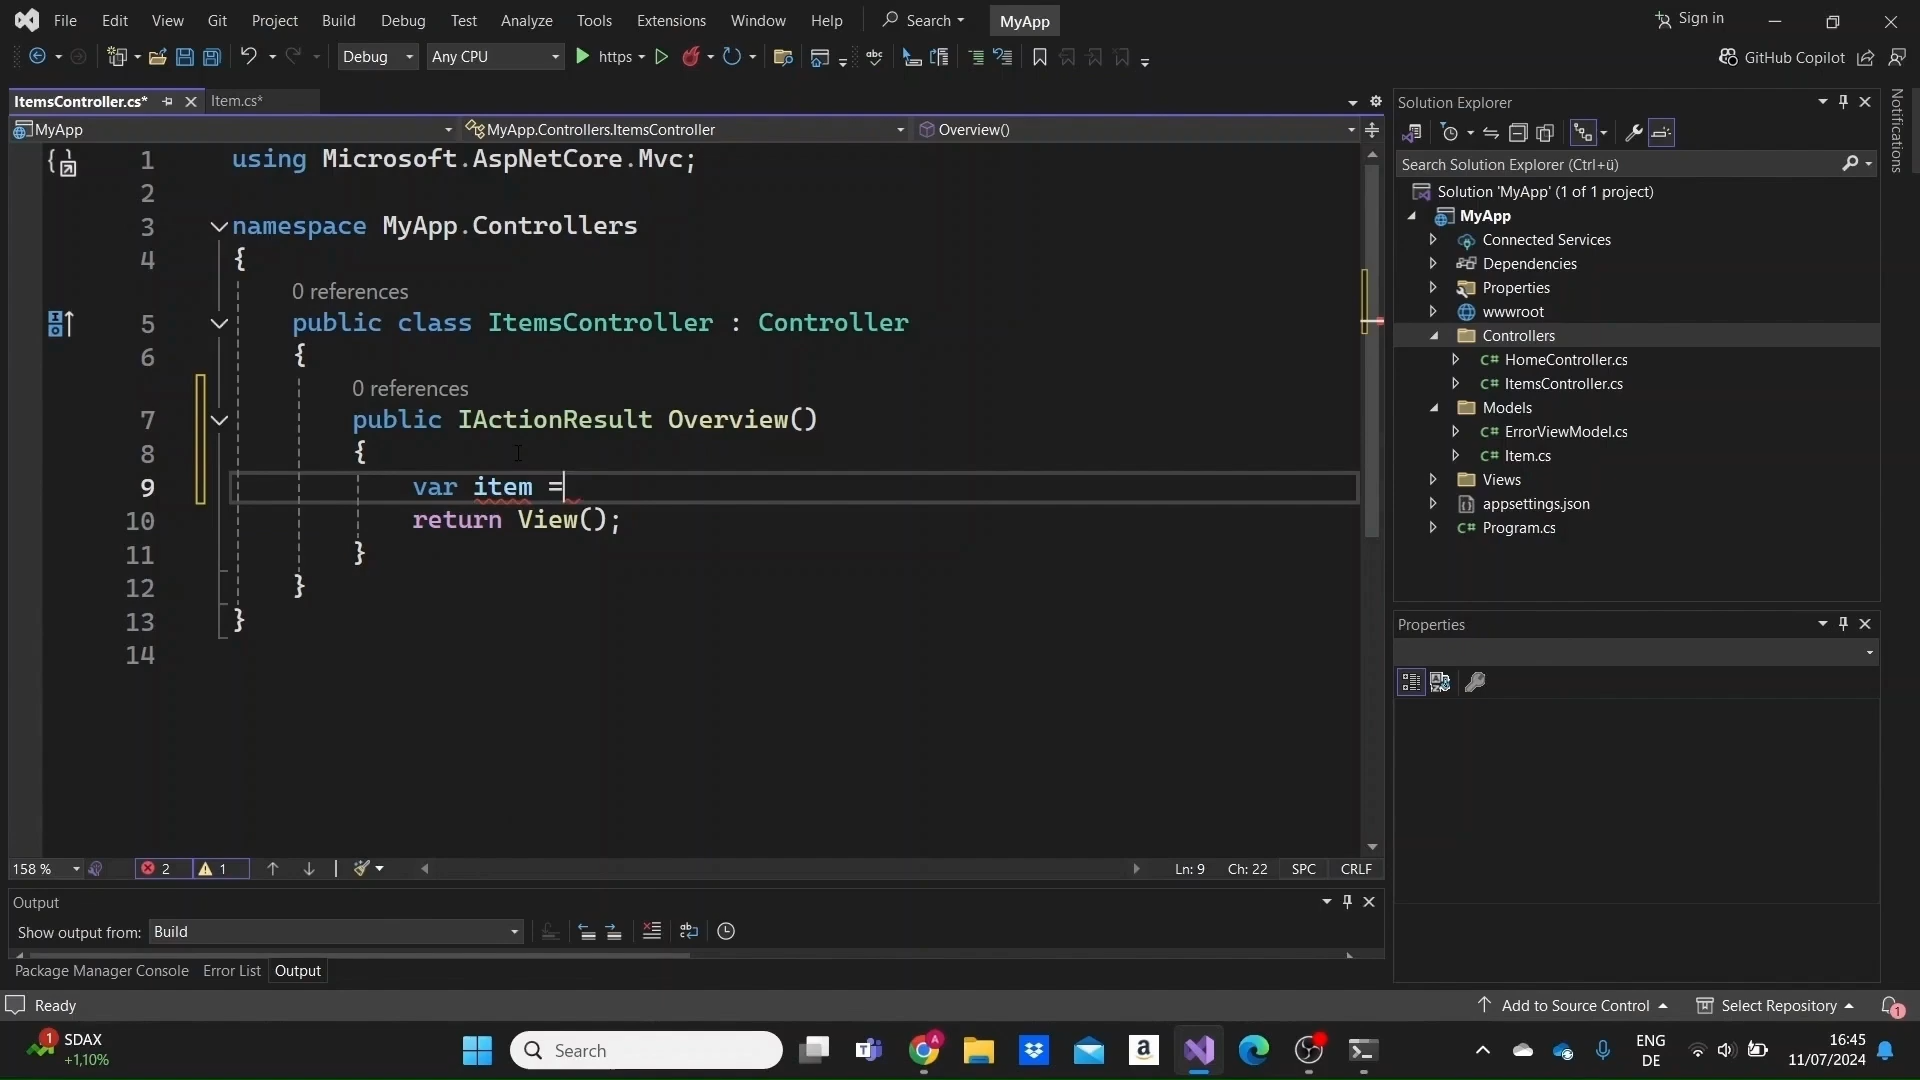 File Edit View Git Project Build Debug Test Analyze Tools Extensions Window Help Search MyApp Sign in
Debug Any CPU https GitHub Copilot
ItemsController.cs* Item.cs*
MyApp MyApp.Controllers.ItemsController Overview()
1 using Microsoft.AspNetCore.Mvc;
2
3 namespace MyApp.Controllers
4 {
0 references
5 public class ItemsController : Controller
6 {
0 references
7 public IActionResult Overview()
8 {
9 var item =
10 return View();
11 }
12 }
13 }
14
158 % 2 1 Ln: 9 Ch: 22 SPC CRLF
Output
Show output from: Build
Package Manager Console Error List Output
Solution Explorer
Search Solution Explorer (Ctrl+ü)
Solution 'MyApp' (1 of 1 project)
MyApp
Connected Services
Dependencies
Properties
wwwroot
Controllers
C# HomeController.cs
C# ItemsController.cs
Models
C# ErrorViewModel.cs
C# Item.cs
Views
appsettings.json
C# Program.cs
Properties
Notifications
Ready Add to Source Control Select Repository 1
1 SDAX
+1,10%
Search
ENG
DE
16:45
11/07/2024